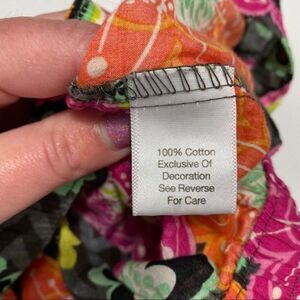 100% Cotton
Exclusive Of
Decoration
See Reverse
For Care